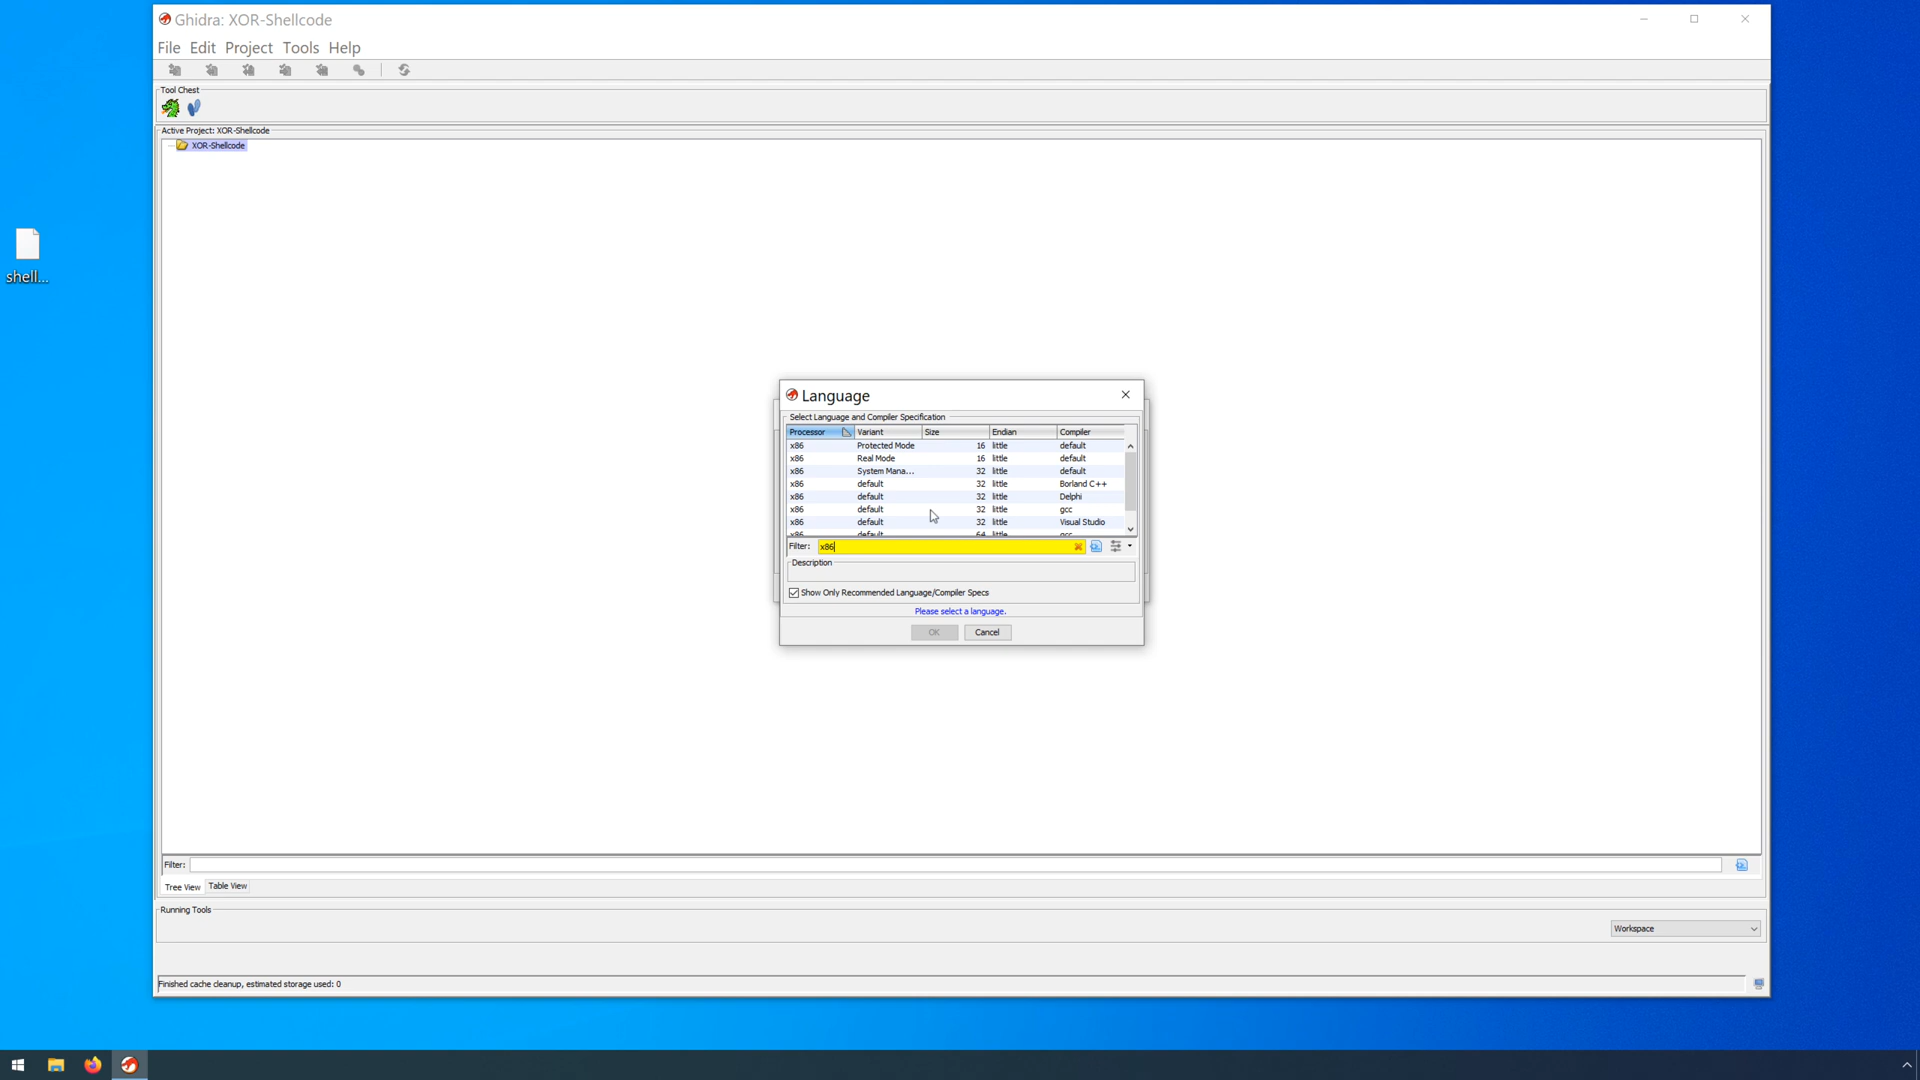 Ghidra: XOR-Shellcode
File Edit Project Tools Help
Tool Chest
Active Project: XOR-Shellcode
XOR-Shellcode
shell...
Language
Select Language and Compiler Specification
Processor Variant Size Endian Compiler
x86 Protected Mode 16 little default
x86 Real Mode 16 little default
x86 System Mana... 32 little default
x86 default 32 little Borland C++
x86 default 32 little Delphi
x86 default 32 little gcc
x86 default 32 little Visual Studio
x86 default 64 little gcc
Filter: x86
Description
Show Only Recommended Language/Compiler Specs
Please select a language.
OK Cancel
Filter:
Tree View Table View
Running Tools
Workspace
Finished cache cleanup, estimated storage used: 0